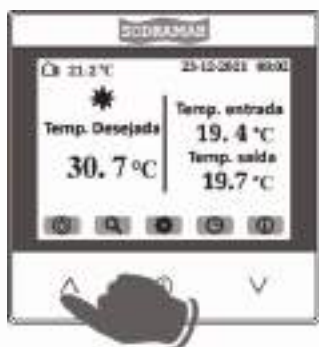 SODRAMAR
21.2°C 23-12-2021 08:02
Temp. Desejada
30.7°C
Temp. entrada
19.4°C
Temp. saída
19.7°C